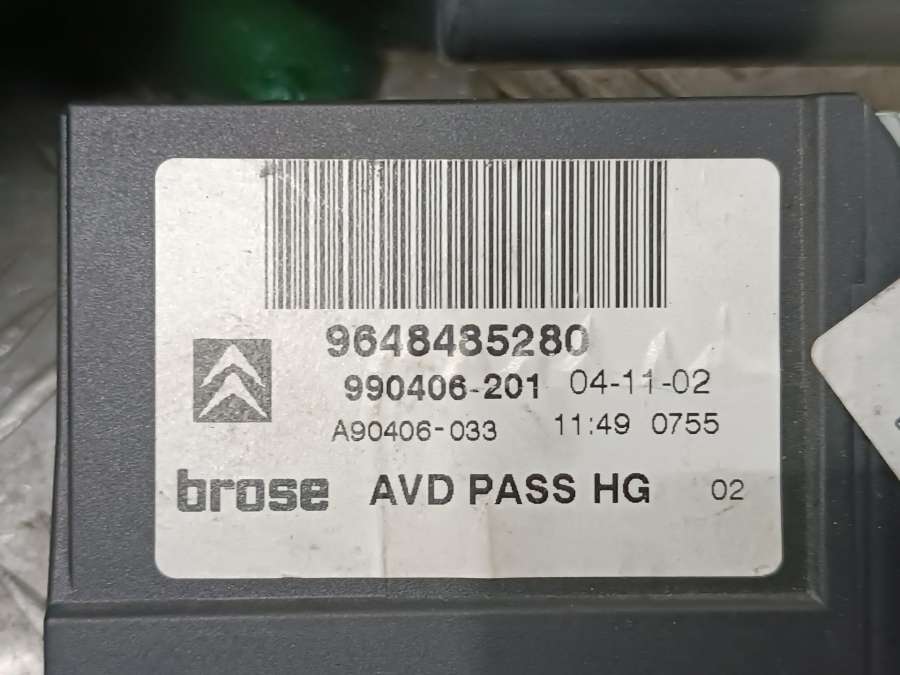 9648485280
990406-201 04-11-02
A90406-033 11:49 0755
brose AVD PASS HG 02